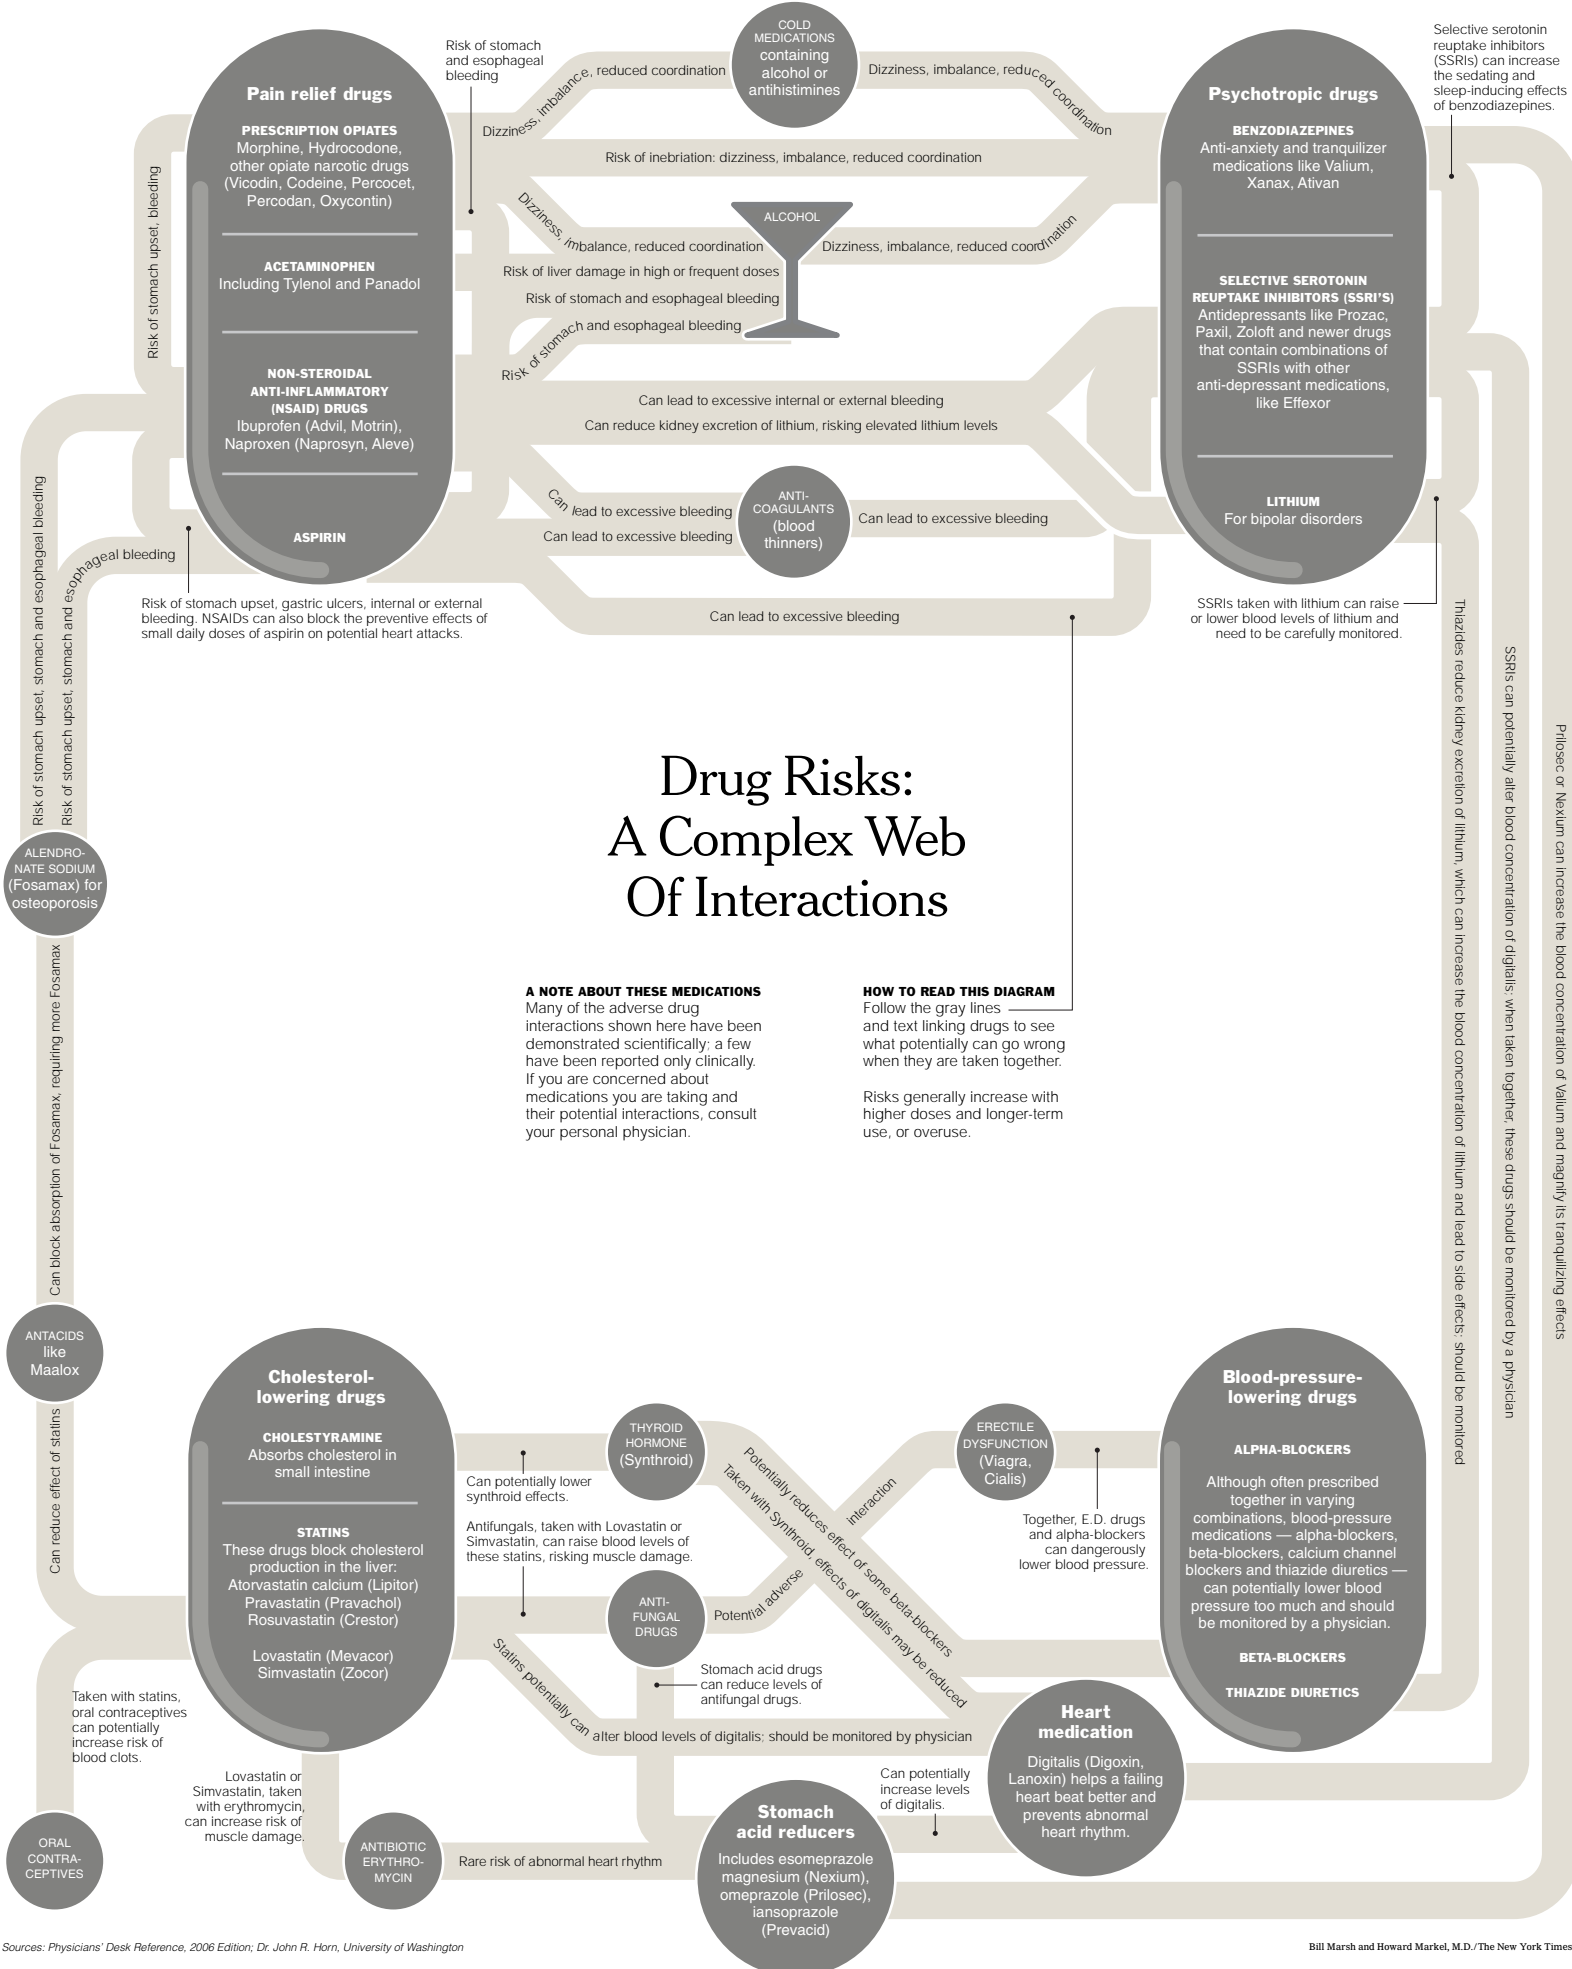 COLD
MEDICATIONS
containing
alcohol or
antihistimines
Selective serotonin
reuptake inhibitors
(SSRIs) can increase
the sedating and
sleep-inducing effects
of benzodiazepines.
Risk of stomach
and esophageal
bleeding
Dizziness, imbalance, reduced coordination
Dizziness, imbalance, reduced coordination
Pain relief drugs
PRESCRIPTION OPIATES
Morphine, Hydrocodone,
other opiate narcotic drugs
(Vicodin, Codeine, Percocet,
Percodan, Oxycontin)
ACETAMINOPHEN
Including Tylenol and Panadol
NON-STEROIDAL
ANTI-INFLAMMATORY
(NSAID) DRUGS
Ibuprofen (Advil, Motrin),
Naproxen (Naprosyn, Aleve)
ASPIRIN
Psychotropic drugs
BENZODIAZEPINES
Anti-anxiety and tranquilizer
medications like Valium,
Xanax, Ativan
SELECTIVE SEROTONIN
REUPTAKE INHIBITORS (SSRI'S)
Antidepressants like Prozac,
Paxil, Zoloft and newer drugs
that contain combinations of
SSRIs with other
anti-depressant medications,
like Effexor
LITHIUM
For bipolar disorders
Risk of inebriation: dizziness, imbalance, reduced coordination
Risk of stomach upset, bleeding
ALCOHOL
Dizziness, imbalance, reduced coordination
Dizziness, imbalance, reduced coordination
Risk of liver damage in high or frequent doses
Risk of stomach and esophageal bleeding
Risk of stomach and esophageal bleeding
Can lead to excessive internal or external bleeding
Can reduce kidney excretion of lithium, risking elevated lithium levels
ANTI-
COAGULANTS
(blood
thinners)
Can lead to excessive bleeding
Can lead to excessive bleeding
Can lead to excessive bleeding
Can lead to excessive bleeding
Risk of stomach upset, stomach and esophageal bleeding
Risk of stomach upset, stomach and esophageal bleeding
Risk of stomach upset, gastric ulcers, internal or external
bleeding. NSAIDs can also block the preventive effects of
small daily doses of aspirin on potential heart attacks.
SSRIs taken with lithium can raise
or lower blood levels of lithium and
need to be carefully monitored.
Thiazides reduce kidney excretion of lithium, which can increase the blood concentration of lithium and lead to side effects; should be monitored
SSRIs can potentially alter blood concentration of digitalis; when taken together, these drugs should be monitored by a physician
Prilosec or Nexium can increase the blood concentration of Valium and magnify its tranquilizing effects
Drug Risks:
A Complex Web
Of Interactions
ALENDRO-
NATE SODIUM
(Fosamax) for
osteoporosis
A NOTE ABOUT THESE MEDICATIONS
Many of the adverse drug
interactions shown here have been
demonstrated scientifically; a few
have been reported only clinically.
If you are concerned about
medications you are taking and
their potential interactions, consult
your personal physician.
HOW TO READ THIS DIAGRAM
Follow the gray lines
and text linking drugs to see
what potentially can go wrong
when they are taken together.
Risks generally increase with
higher doses and longer-term
use, or overuse.
Can block absorption of Fosamax, requiring more Fosamax
ANTACIDS
like
Maalox
Can reduce effect of statins
Cholesterol-
lowering drugs
CHOLESTYRAMINE
Absorbs cholesterol in
small intestine
STATINS
These drugs block cholesterol
production in the liver:
Atorvastatin calcium (Lipitor)
Pravastatin (Pravachol)
Rosuvastatin (Crestor)
Lovastatin (Mevacor)
Simvastatin (Zocor)
THYROID
HORMONE
(Synthroid)
Can potentially lower
synthroid effects.
Antifungals, taken with Lovastatin or
Simvastatin, can raise blood levels of
these statins, risking muscle damage.
ANTI-
FUNGAL
DRUGS
Potential adverse interaction
Potentially reduces effect of some beta-blockers
Taken with Synthroid, effects of digitalis may be reduced
ERECTILE
DYSFUNCTION
(Viagra,
Cialis)
Together, E.D. drugs
and alpha-blockers
can dangerously
lower blood pressure.
Blood-pressure-
lowering drugs
ALPHA-BLOCKERS
Although often prescribed
together in varying
combinations, blood-pressure
medications — alpha-blockers,
beta-blockers, calcium channel
blockers and thiazide diuretics —
can potentially lower blood
pressure too much and should
be monitored by a physician.
BETA-BLOCKERS
THIAZIDE DIURETICS
Statins potentially can alter blood levels of digitalis; should be monitored by physician
Stomach acid drugs
can reduce levels of
antifungal drugs.
Heart
medication
Digitalis (Digoxin,
Lanoxin) helps a failing
heart beat better and
prevents abnormal
heart rhythm.
Taken with statins,
oral contraceptives
can potentially
increase risk of
blood clots.
Lovastatin or
Simvastatin, taken
with erythromycin,
can increase risk of
muscle damage.
Can potentially
increase levels
of digitalis.
ORAL
CONTRA-
CEPTIVES
ANTIBIOTIC
ERYTHRO-
MYCIN
Rare risk of abnormal heart rhythm
Stomach
acid reducers
Includes esomeprazole
magnesium (Nexium),
omeprazole (Prilosec),
iansoprazole
(Prevacid)
Sources: Physicians' Desk Reference, 2006 Edition; Dr. John R. Horn, University of Washington
Bill Marsh and Howard Markel, M.D./The New York Times